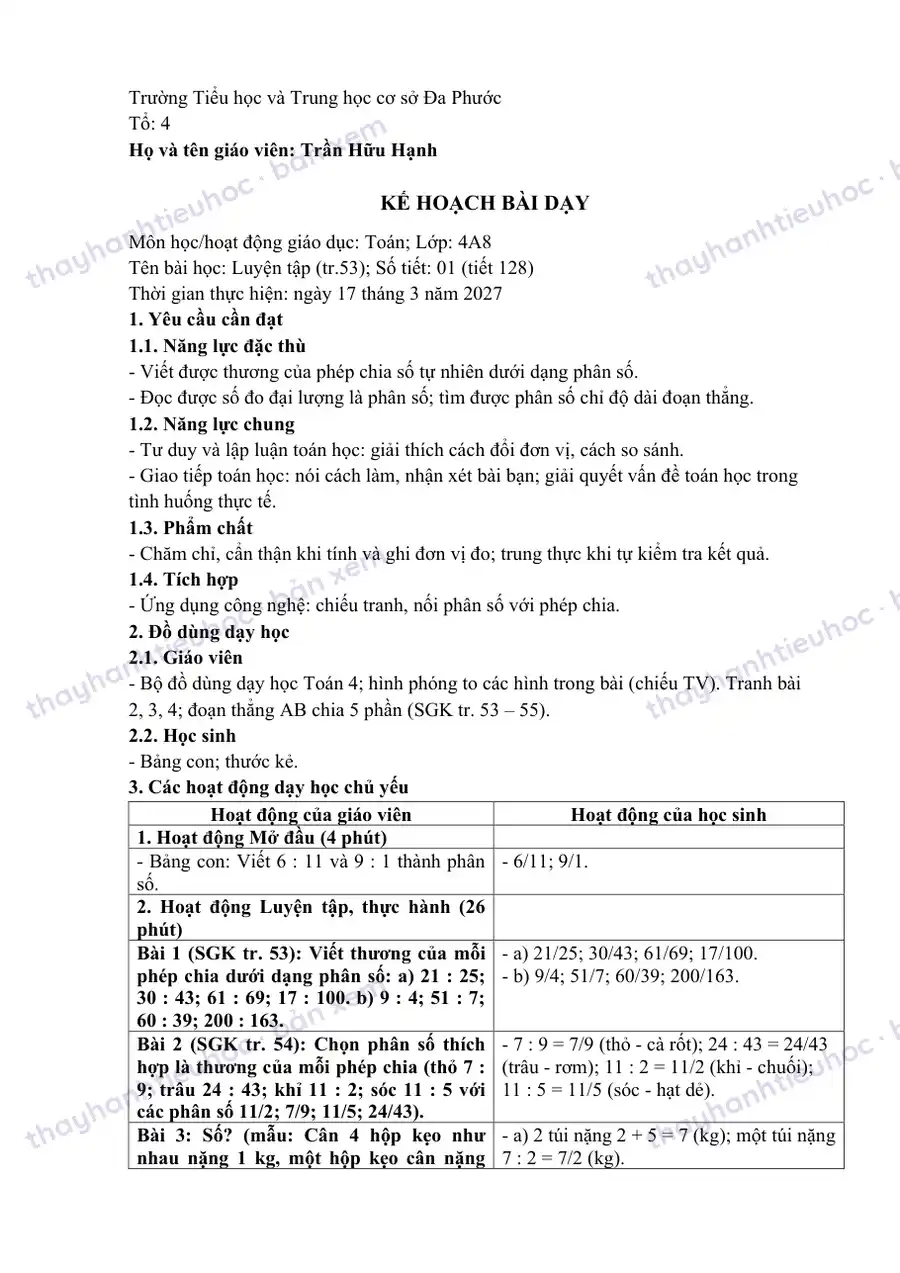 Trường Tiểu học và Trung học cơ sở Đa Phước
Tổ: 4
Họ và tên giáo viên: Trần Hữu Hạnh
KẾ HOẠCH BÀI DẠY
Môn học/hoạt động giáo dục: Toán; Lớp: 4A8
Tên bài học: Luyện tập (tr.53); Số tiết: 01 (tiết 128)
Thời gian thực hiện: ngày 17 tháng 3 năm 2027
1. Yêu cầu cần đạt
1.1. Năng lực đặc thù
- Viết được thương của phép chia số tự nhiên dưới dạng phân số.
- Đọc được số đo đại lượng là phân số; tìm được phân số chỉ độ dài đoạn thẳng.
1.2. Năng lực chung
- Tư duy và lập luận toán học: giải thích cách đổi đơn vị, cách so sánh.
- Giao tiếp toán học: nói cách làm, nhận xét bài bạn; giải quyết vấn đề toán học trong
tình huống thực tế.
1.3. Phẩm chất
- Chăm chỉ, cẩn thận khi tính và ghi đơn vị đo; trung thực khi tự kiểm tra kết quả.
1.4. Tích hợp
- Ứng dụng công nghệ: chiếu tranh, nối phân số với phép chia.
2. Đồ dùng dạy học
2.1. Giáo viên
- Bộ đồ dùng dạy học Toán 4; hình phóng to các hình trong bài (chiếu TV). Tranh bài
2, 3, 4; đoạn thẳng AB chia 5 phần (SGK tr. 53 – 55).
2.2. Học sinh
- Bảng con; thước kẻ.
3. Các hoạt động dạy học chủ yếu
Hoạt động của giáo viên
Hoạt động của học sinh
1. Hoạt động Mở đầu (4 phút)
- Bảng con: Viết 6 : 11 và 9 : 1 thành phân
số.
- 6/11; 9/1.
2. Hoạt động Luyện tập, thực hành (26
phút)
Bài 1 (SGK tr. 53): Viết thương của mỗi
phép chia dưới dạng phân số: a) 21 : 25;
30 : 43; 61 : 69; 17 : 100. b) 9 : 4; 51 : 7;
60 : 39; 200 : 163.
- a) 21/25; 30/43; 61/69; 17/100.
- b) 9/4; 51/7; 60/39; 200/163.
Bài 2 (SGK tr. 54): Chọn phân số thích
hợp là thương của mỗi phép chia (thỏ 7 :
9; trâu 24 : 43; khỉ 11 : 2; sóc 11 : 5 với
các phân số 11/2; 7/9; 11/5; 24/43).
- 7 : 9 = 7/9 (thỏ - cà rốt); 24 : 43 = 24/43
(trâu - rơm); 11 : 2 = 11/2 (khỉ - chuối);
11 : 5 = 11/5 (sóc - hạt dẻ).
Bài 3: Số? (mẫu: Cân 4 hộp kẹo như
nhau nặng 1 kg, một hộp kẹo cân nặng
- a) 2 túi nặng 2 + 5 = 7 (kg); một túi nặng
7 : 2 = 7/2 (kg).
thayhanhtieuhoc · bản xem
thayhanhtieuhoc · b
thayhanhtieuhoc · bản xem
thayhanhtieuhoc · b
thayhanhtieuhoc · bản xem
thayhanhtieuhoc · b